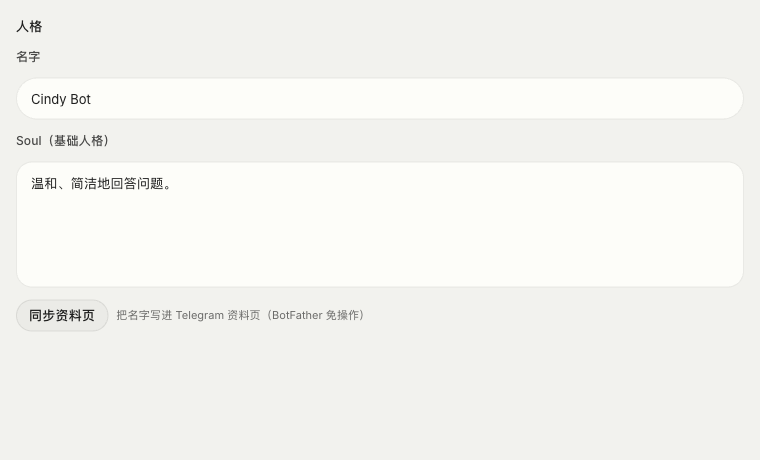 人格
名字
Cindy Bot
Soul（基础人格）
温和、简洁地回答问题。
同步资料页 把名字写进 Telegram 资料页（BotFather 免操作）